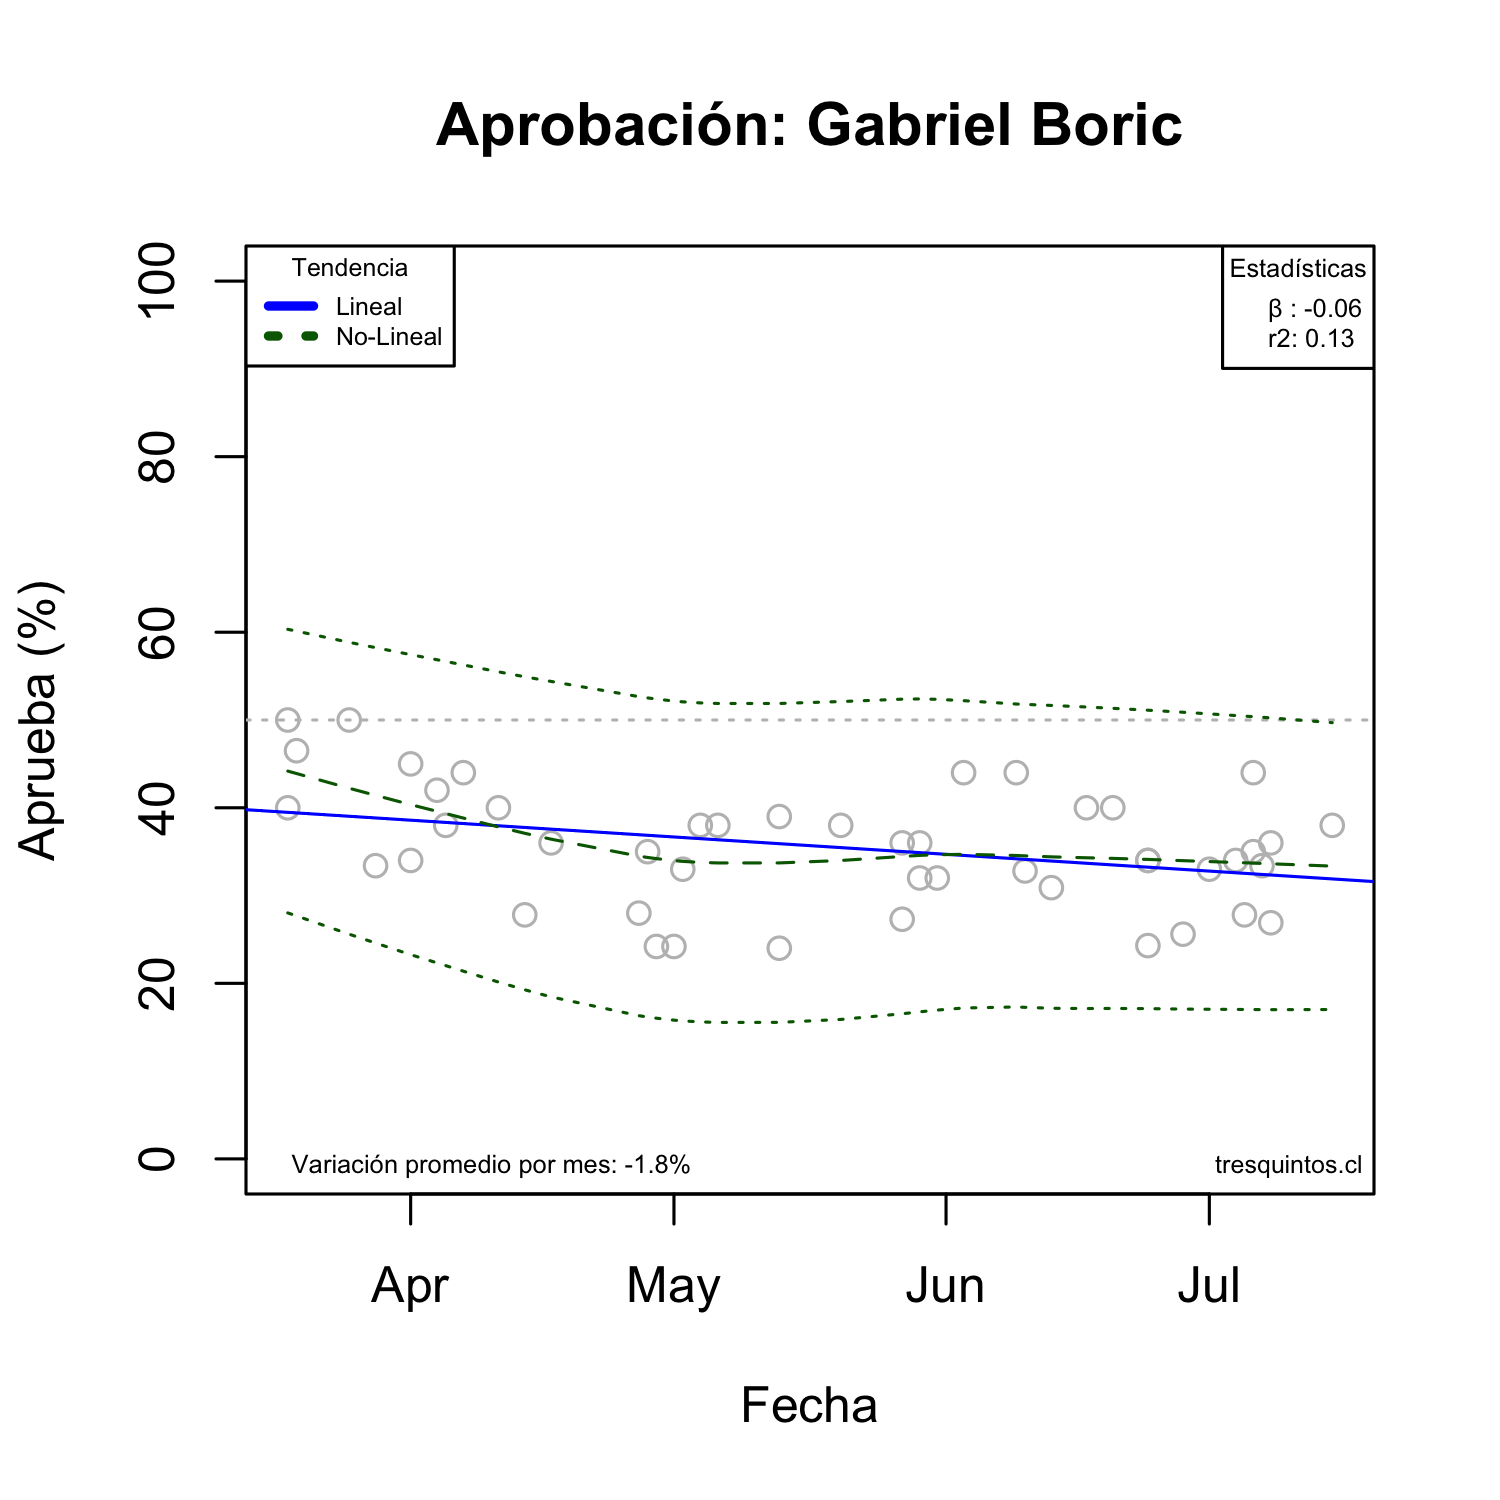 Aprobación: Gabriel Boric
Tendencia
Lineal
No-Lineal
Estadísticas
β : -0.06
r2: 0.13
Aprueba (%)
100
80
60
40
20
0
Variación promedio por mes: -1.8%
tresquintos.cl
Apr
May
Jun
Jul
Fecha